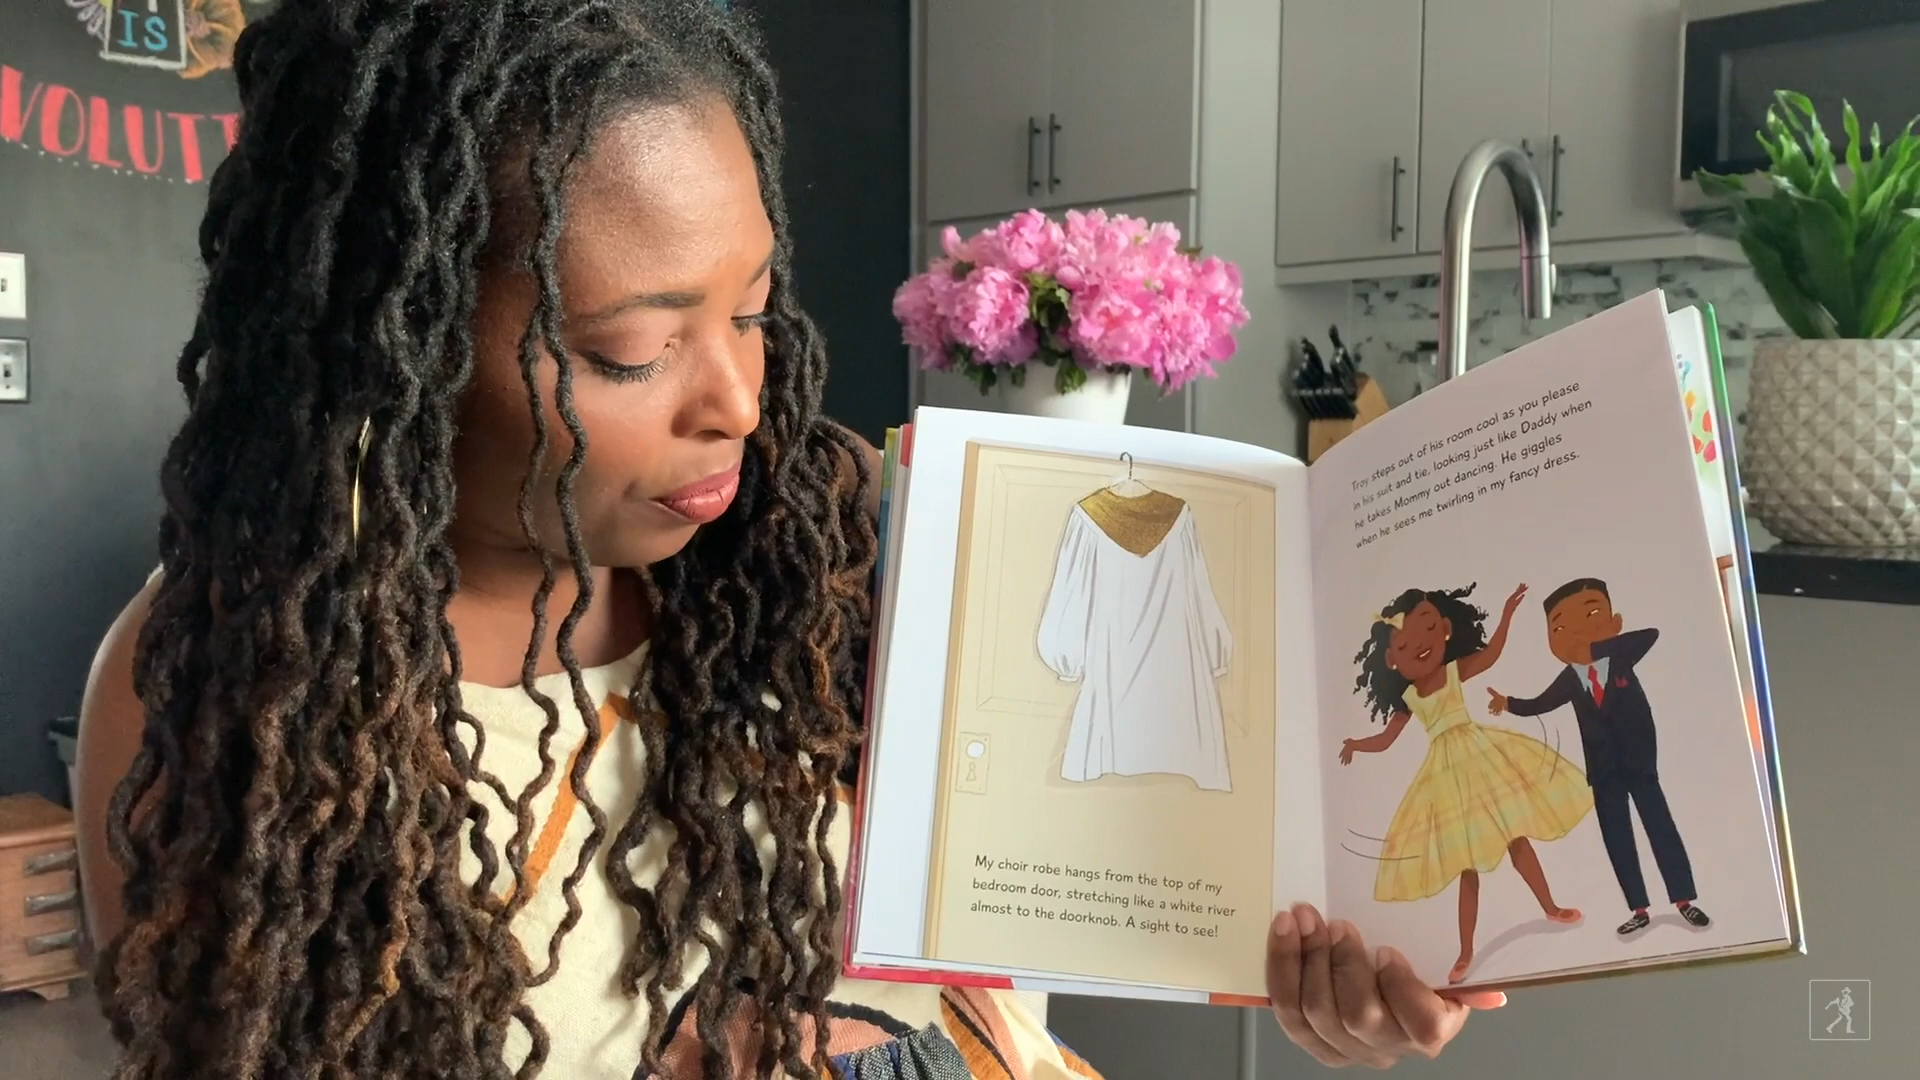 IS
VOLUTI
My choir robe hangs from the top of my
bedroom door, stretching like a white river
almost to the doorknob. A sight to see!
Troy steps out of his room cool as you please
in his suit and tie, looking just like Daddy when
he takes Mommy out dancing. He giggles
when he sees me twirling in my fancy dress.